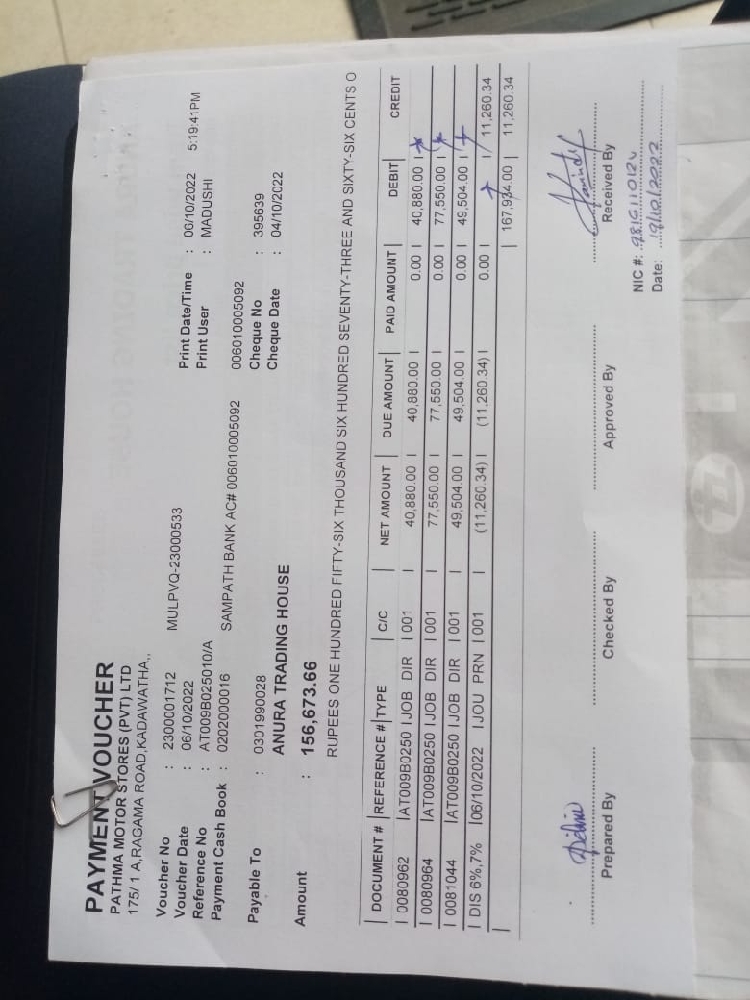 PAYMENT VOUCHER
PATHMA MOTOR STORES (PVT) LTD
175/ 1 A,RAGAMA ROAD,KADAWATHA,,
Voucher No : 2300001712 MULPVQ-23000533 Print Date/Time : 06/10/2022 5:19:41PM
Voucher Date : 06/10/2022 Print User : MADUSHI
Reference No : AT009B025010/A
Payment Cash Book : 0202000016 SAMPATH BANK AC# 006010005092 006010005092
Cheque No : 395639
Payable To : 0301990028 Cheque Date : 04/10/2022
ANURA TRADING HOUSE
Amount : 156,673.66
RUPEES ONE HUNDRED FIFTY-SIX THOUSAND SIX HUNDRED SEVENTY-THREE AND SIXTY-SIX CENTS O
| DOCUMENT # | REFERENCE # | TYPE C/C | NET AMOUNT | DUE AMOUNT | PAID AMOUNT DEBIT | CREDIT
| 0080962 | AT009B0250 | JOB DIR | 001 | 40,880.00 | 40,880.00 | 0.00 | 40,880.00 |
| 0080964 | AT009B0250 | JOB DIR | 001 | 77,550.00 | 77,550.00 | 0.00 | 77,550.00 |
| 0081044 | AT009B0250 | JOB DIR | 001 | 49,504.00 | 49,504.00 | 0.00 | 49,504.00 |
| DIS 6%,7% | 06/10/2022 | JOU PRN | 001 | (11,260.34) | (11,260.34) | 0.00 | | 11,260.34
| | 167,934.00 | 11,260.34
Prepared By Checked By Approved By Received By
NIC #:
Date: 19/10/2022